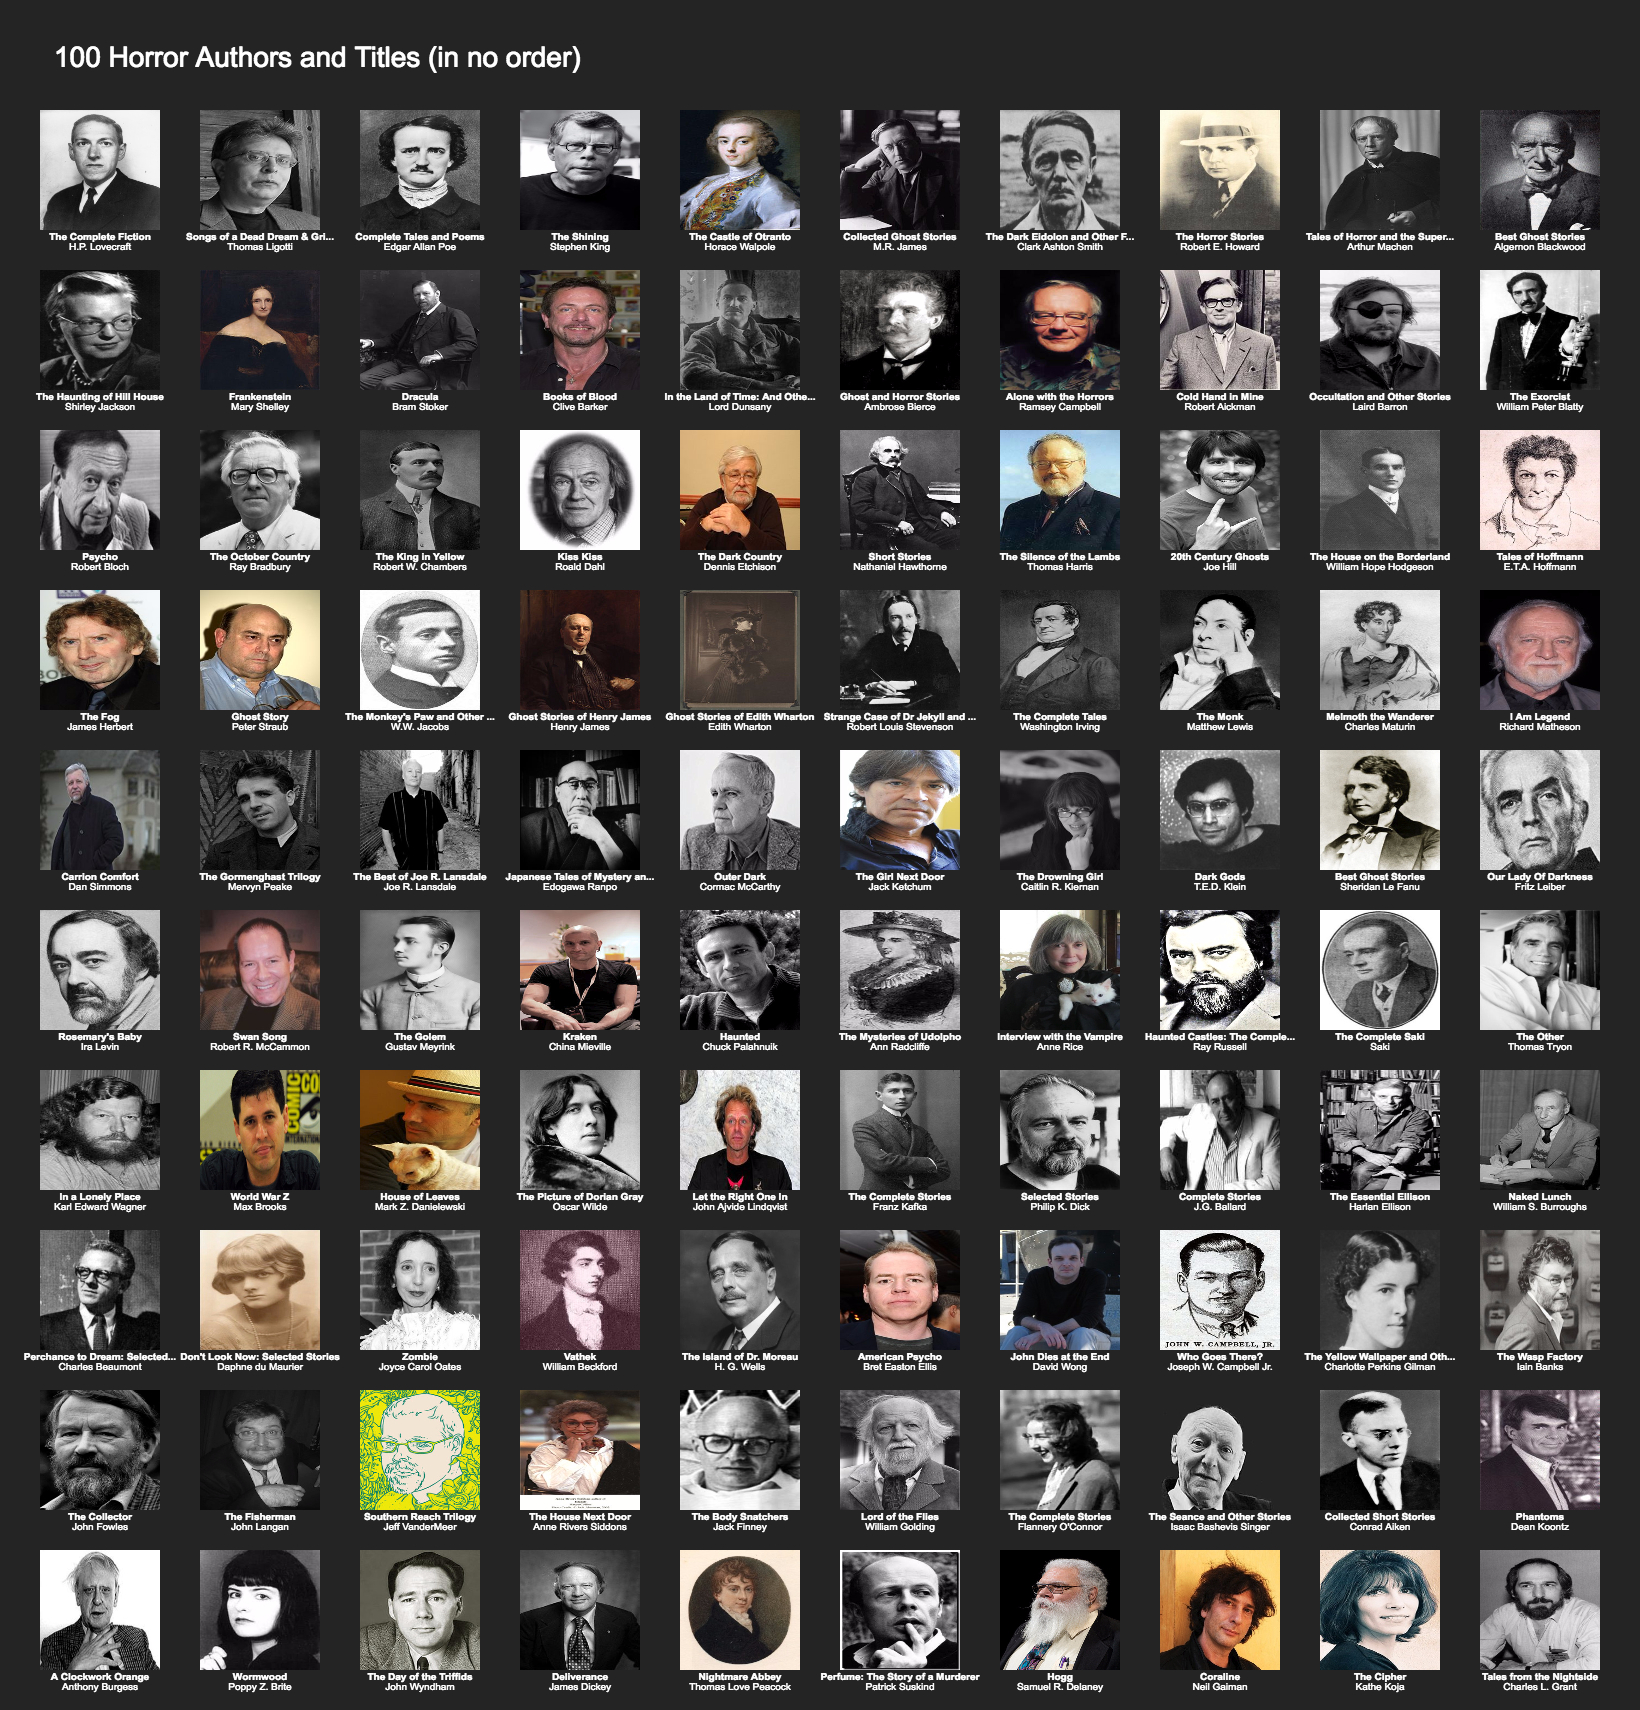 100 Horror Authors and Titles (in no order)
The Complete Fiction
H.P. Lovecraft
Songs of a Dead Dream & Gri...
Thomas Ligotti
Complete Tales and Poems
Edgar Allan Poe
The Shining
Stephen King
The Castle of Otranto
Horace Walpole
Collected Ghost Stories
M.R. James
The Dark Eidolon and Other F...
Clark Ashton Smith
The Horror Stories
Robert E. Howard
Tales of Horror and the Super...
Arthur Machen
Best Ghost Stories
Algernon Blackwood
The Haunting of Hill House
Shirley Jackson
Frankenstein
Mary Shelley
Dracula
Bram Stoker
Books of Blood
Clive Barker
In the Land of Time: And Othe...
Lord Dunsany
Ghost and Horror Stories
Ambrose Bierce
Alone with the Horrors
Ramsey Campbell
Cold Hand in Mine
Robert Aickman
Occultation and Other Stories
Laird Barron
The Exorcist
William Peter Blatty
Psycho
Robert Bloch
The October Country
Ray Bradbury
The King in Yellow
Robert W. Chambers
Kiss Kiss
Roald Dahl
The Dark Country
Dennis Etchison
Short Stories
Nathaniel Hawthorne
The Silence of the Lambs
Thomas Harris
20th Century Ghosts
Joe Hill
The House on the Borderland
William Hope Hodgeson
Tales of Hoffmann
E.T.A. Hoffmann
The Fog
James Herbert
Ghost Story
Peter Straub
The Monkey's Paw and Other ...
W.W. Jacobs
Ghost Stories of Henry James
Henry James
Ghost Stories of Edith Wharton
Edith Wharton
Strange Case of Dr Jekyll and ...
Robert Louis Stevenson
The Complete Tales
Washington Irving
The Monk
Matthew Lewis
Melmoth the Wanderer
Charles Maturin
I Am Legend
Richard Matheson
Carrion Comfort
Dan Simmons
The Gormenghast Trilogy
Mervyn Peake
The Best of Joe R. Lansdale
Joe R. Lansdale
Japanese Tales of Mystery an...
Edogawa Ranpo
Outer Dark
Cormac McCarthy
The Girl Next Door
Jack Ketchum
The Drowning Girl
Caitlin R. Kiernan
Dark Gods
T.E.D. Klein
Best Ghost Stories
Sheridan Le Fanu
Our Lady Of Darkness
Fritz Leiber
Rosemary's Baby
Ira Levin
Swan Song
Robert R. McCammon
The Golem
Gustav Meyrink
Kraken
China Mieville
Haunted
Chuck Palahnuik
The Mysteries of Udolpho
Ann Radcliffe
Interview with the Vampire
Anne Rice
Haunted Castles: The Comple...
Ray Russell
The Complete Saki
Saki
The Other
Thomas Tryon
In a Lonely Place
Karl Edward Wagner
World War Z
Max Brooks
House of Leaves
Mark Z. Danielewski
The Picture of Dorian Gray
Oscar Wilde
Let the Right One In
John Ajvide Lindqvist
The Complete Stories
Franz Kafka
Selected Stories
Philip K. Dick
Complete Stories
J.G. Ballard
The Essential Ellison
Harlan Ellison
Naked Lunch
William S. Burroughs
Perchance to Dream: Selected...
Charles Beaumont
Don't Look Now: Selected Stories
Daphne du Maurier
Zombie
Joyce Carol Oates
Vathek
William Beckford
The Island of Dr. Moreau
H. G. Wells
American Psycho
Bret Easton Ellis
John Dies at the End
David Wong
JOHN W. CAMPBELL, JR.
Who Goes There?
Joseph W. Campbell Jr.
The Yellow Wallpaper and Oth...
Charlotte Perkins Gilman
The Wasp Factory
Iain Banks
The Collector
John Fowles
The Fisherman
John Langan
Southern Reach Trilogy
Jeff VanderMeer
The House Next Door
Anne Rivers Siddons
The Body Snatchers
Jack Finney
Lord of the Flies
William Golding
The Complete Stories
Flannery O'Connor
The Seance and Other Stories
Isaac Bashevis Singer
Collected Short Stories
Conrad Aiken
Phantoms
Dean Koontz
A Clockwork Orange
Anthony Burgess
Wormwood
Poppy Z. Brite
The Day of the Triffids
John Wyndham
Deliverance
James Dickey
Nightmare Abbey
Thomas Love Peacock
Perfume: The Story of a Murderer
Patrick Suskind
Hogg
Samuel R. Delaney
Coraline
Neil Gaiman
The Cipher
Kathe Koja
Tales from the Nightside
Charles L. Grant